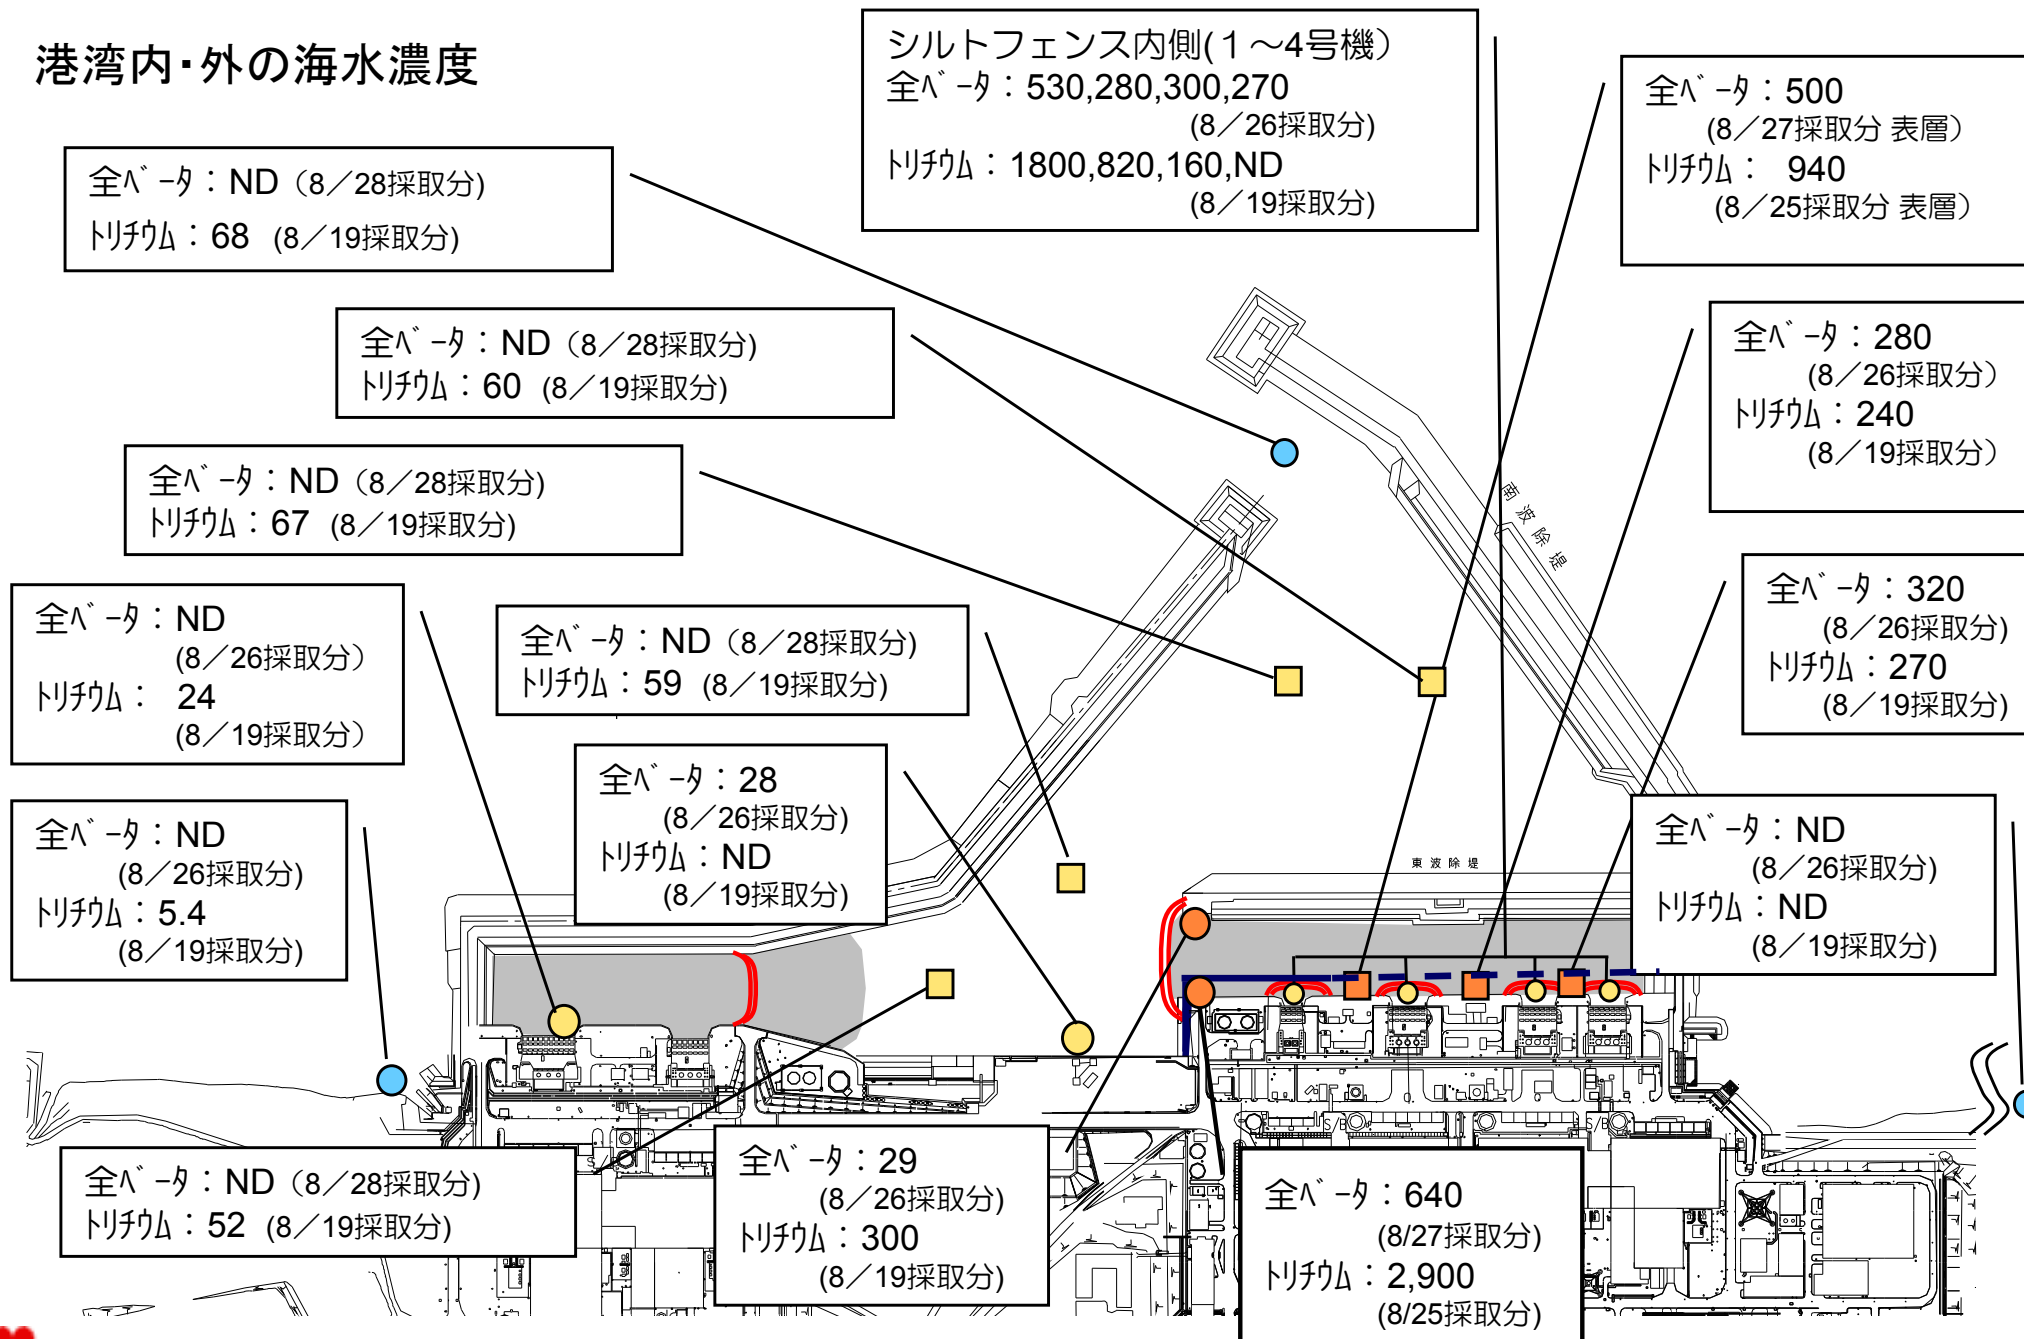 港湾内・外の海水濃度
シルトフェンス内側(1～4号機)
全ﾍﾞｰﾀ：530,280,300,270
(8／26採取分)
ﾄﾘﾁｳﾑ：1800,820,160,ND
(8／19採取分)
全ﾍﾞｰﾀ：500
(8／27採取分 表層)
ﾄﾘﾁｳﾑ： 940
(8／25採取分 表層)
全ﾍﾞｰﾀ：ND（8／28採取分)
ﾄﾘﾁｳﾑ：68 (8／19採取分)
全ﾍﾞｰﾀ：ND（8／28採取分)
ﾄﾘﾁｳﾑ：60 (8／19採取分)
全ﾍﾞｰﾀ：280
(8／26採取分)
ﾄﾘﾁｳﾑ：240
(8／19採取分)
全ﾍﾞｰﾀ：ND（8／28採取分)
ﾄﾘﾁｳﾑ：67 (8／19採取分)
南波除堤
全ﾍﾞｰﾀ：320
(8／26採取分)
ﾄﾘﾁｳﾑ：270
(8／19採取分)
全ﾍﾞｰﾀ：ND
(8／26採取分)
ﾄﾘﾁｳﾑ： 24
(8／19採取分)
全ﾍﾞｰﾀ：ND（8／28採取分)
ﾄﾘﾁｳﾑ：59 (8／19採取分)
全ﾍﾞｰﾀ：28
(8／26採取分)
ﾄﾘﾁｳﾑ：ND
(8／19採取分)
全ﾍﾞｰﾀ：ND
(8／26採取分)
ﾄﾘﾁｳﾑ：5.4
(8／19採取分)
東波除堤
全ﾍﾞｰﾀ：ND
(8／26採取分)
ﾄﾘﾁｳﾑ：ND
(8／19採取分)
S/B
S/B
全ﾍﾞｰﾀ：ND（8／28採取分)
ﾄﾘﾁｳﾑ：52 (8／19採取分)
全ﾍﾞｰﾀ：29
(8／26採取分)
ﾄﾘﾁｳﾑ：300
(8／19採取分)
全ﾍﾞｰﾀ：640
(8/27採取分)
ﾄﾘﾁｳﾑ：2,900
(8/25採取分)